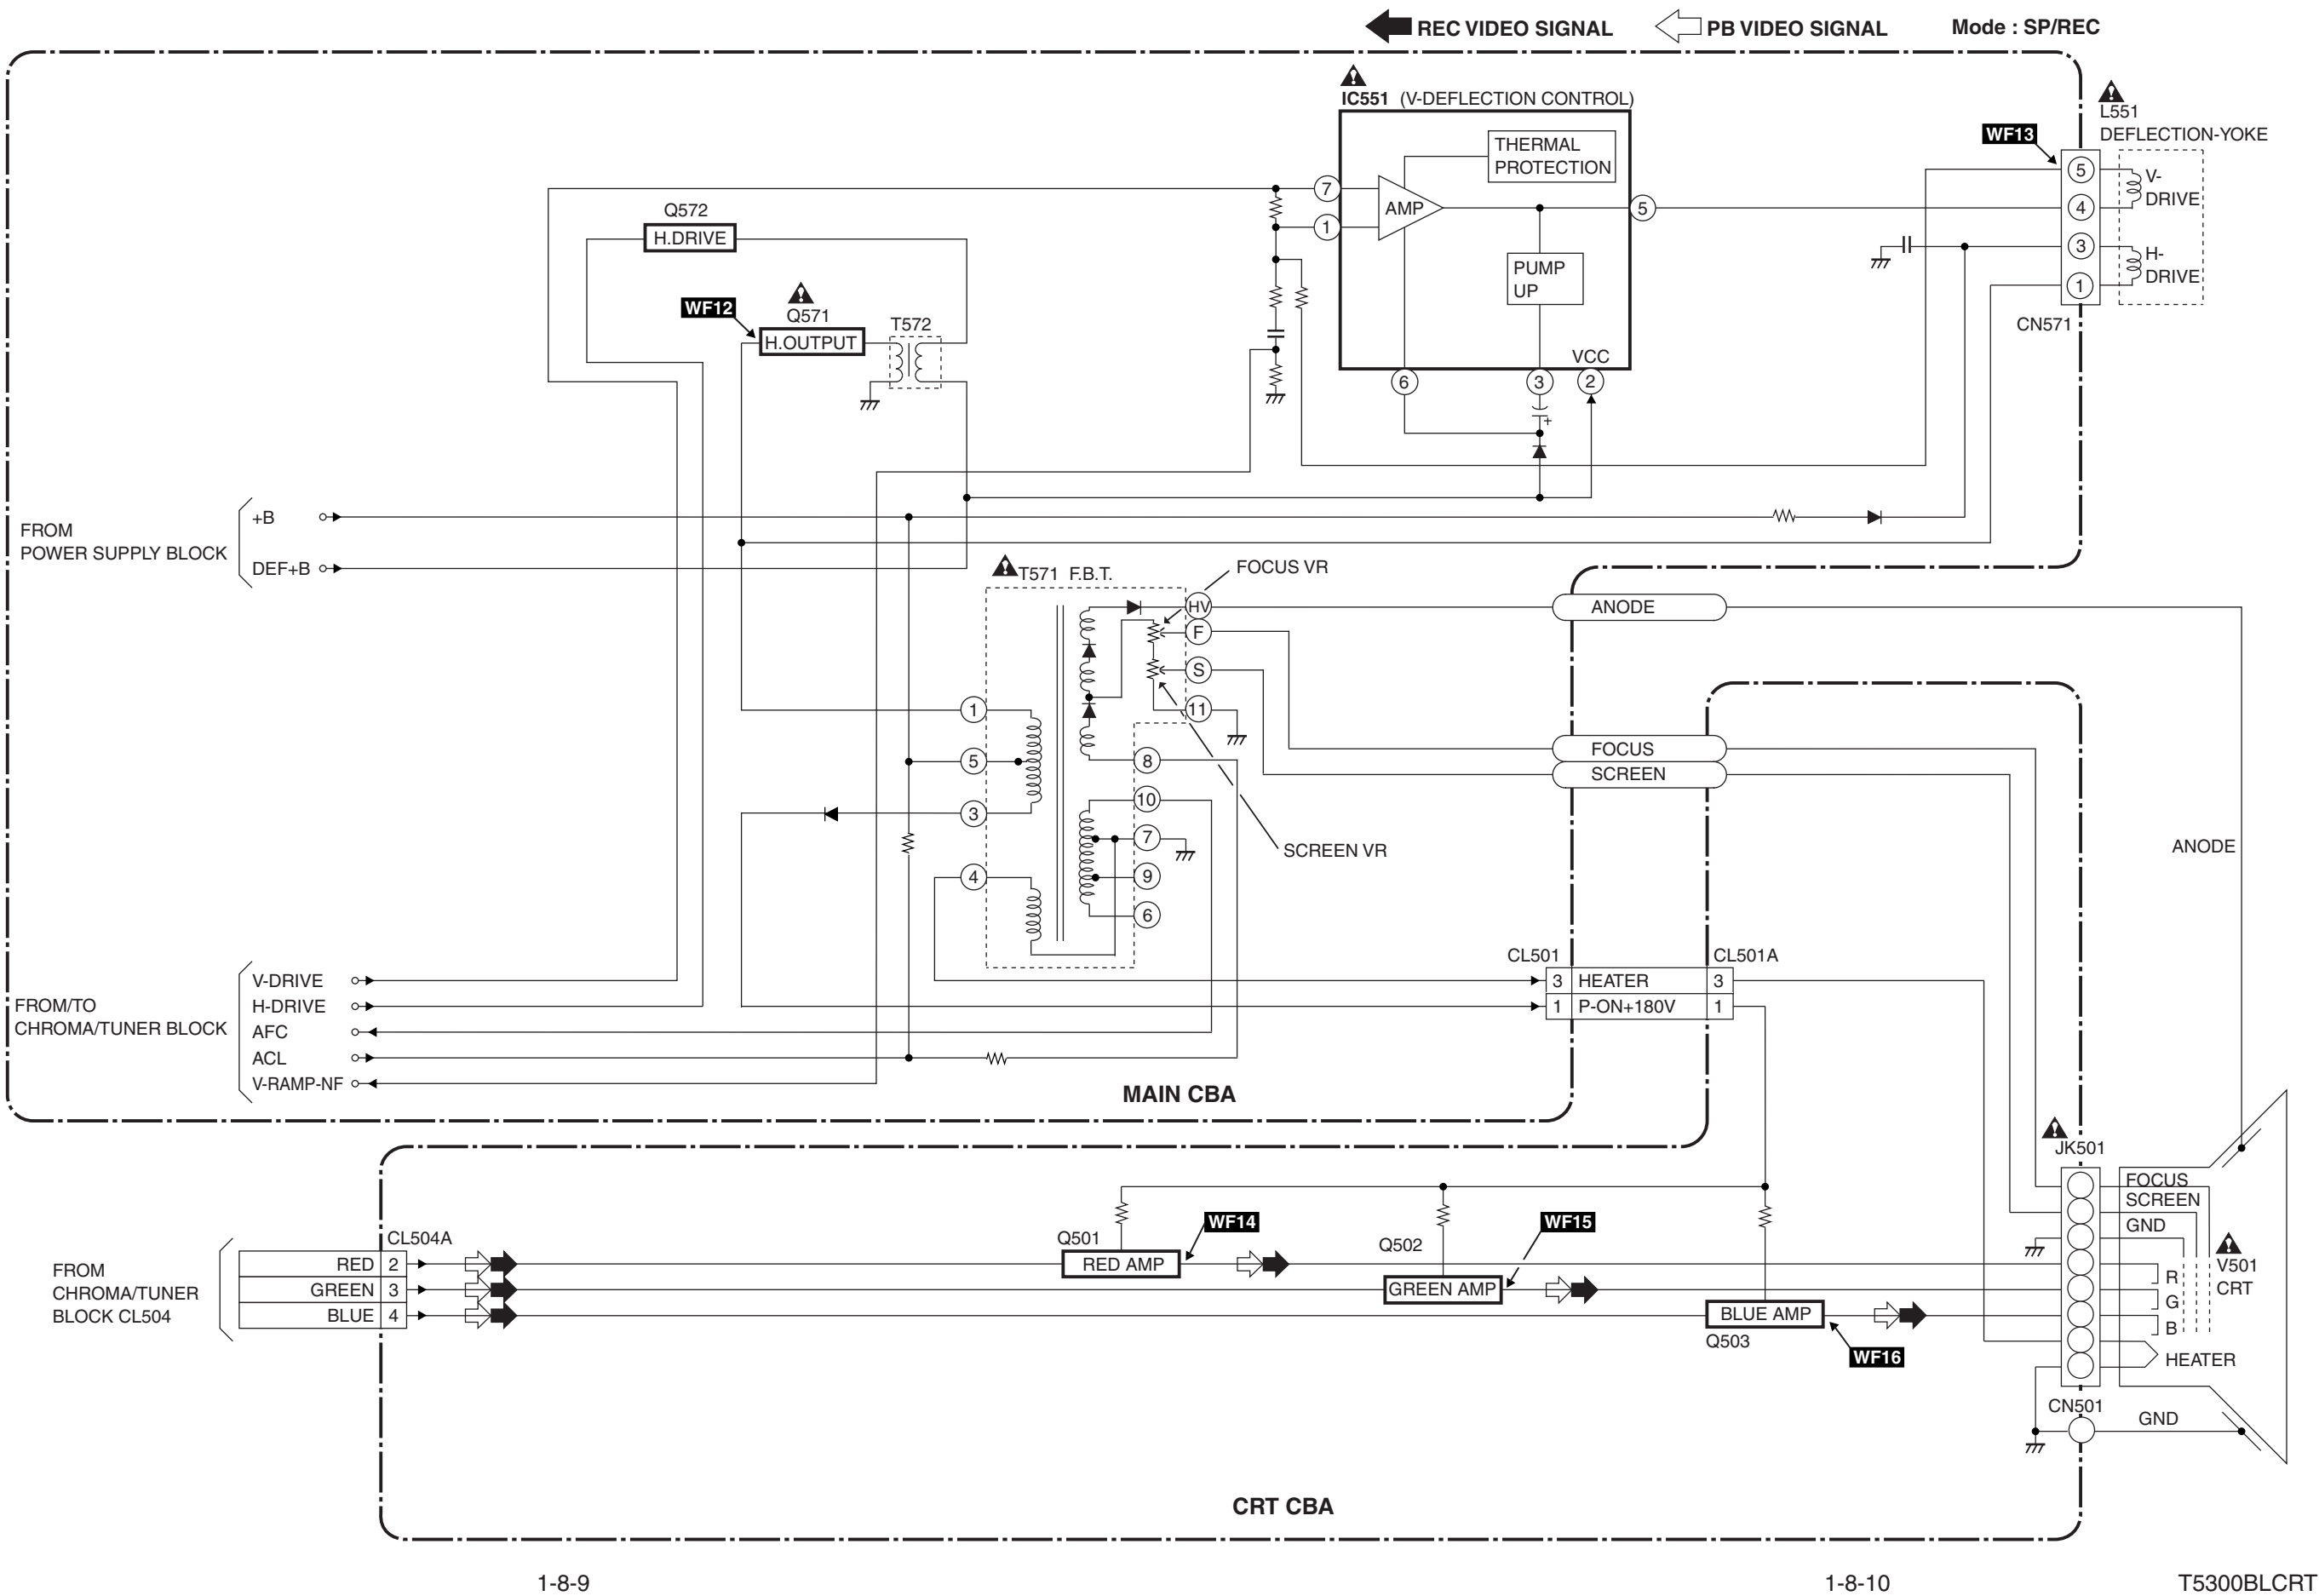 REC VIDEO SIGNAL
PB VIDEO SIGNAL
Mode : SP/REC
IC551 (V-DEFLECTION CONTROL)
THERMAL
PROTECTION
AMP
7
1
5
PUMP
UP
VCC
6
3
2
L551
DEFLECTION-YOKE
WF13
5
4
3
1
V-
DRIVE
H-
DRIVE
CN571
Q572
H.DRIVE
WF12
Q571
H.OUTPUT
T572
+
FROM
POWER SUPPLY BLOCK
+B
DEF+B
T571 F.B.T.
FOCUS VR
HV
F
S
11
1
5
3
4
8
10
7
9
6
SCREEN VR
ANODE
FOCUS
SCREEN
ANODE
CL501
CL501A
3 HEATER 3
1 P-ON+180V 1
FROM/TO
CHROMA/TUNER BLOCK
V-DRIVE
H-DRIVE
AFC
ACL
V-RAMP-NF
MAIN CBA
FROM
CHROMA/TUNER
BLOCK CL504
CL504A
RED 2
GREEN 3
BLUE 4
Q501
RED AMP
WF14
Q502
GREEN AMP
WF15
BLUE AMP
Q503
WF16
JK501
FOCUS
SCREEN
GND
R
G
B
HEATER
V501
CRT
CN501
GND
CRT CBA
1-8-9
1-8-10
T5300BLCRT